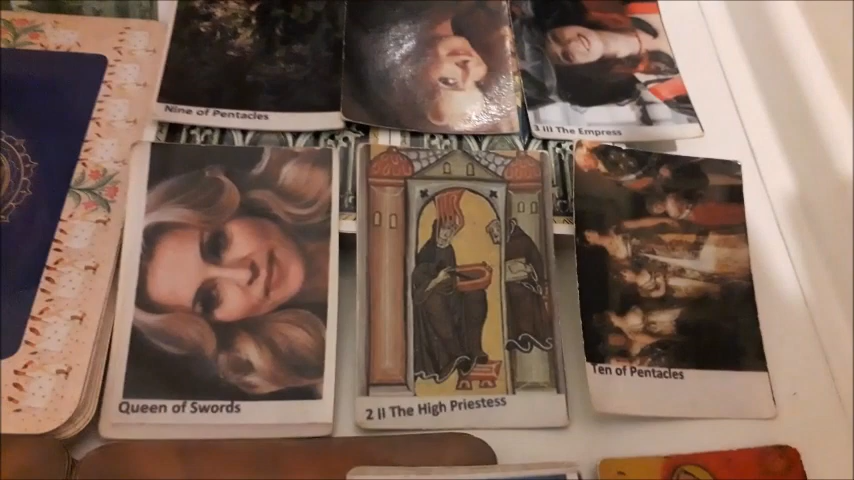 Nine of Pentacles
3 iii The Empress
Queen of Swords
2 ii The High Priestess
Ten of Pentacles